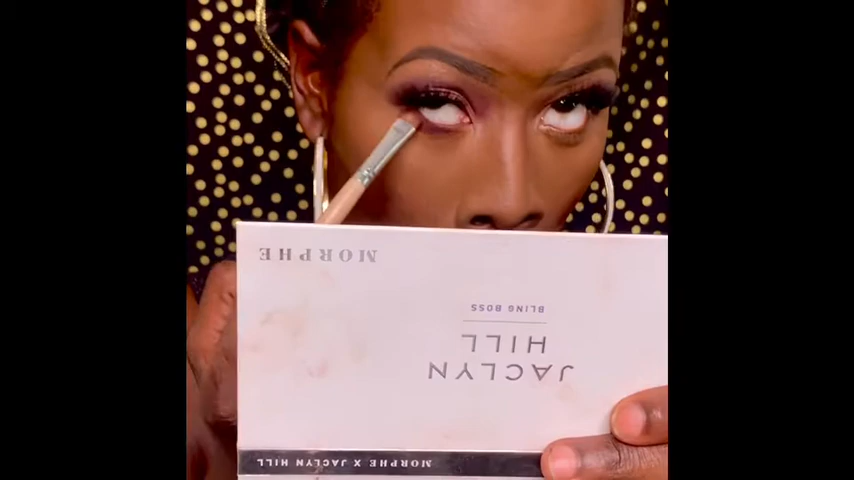 MORPHE
BLING BOSS
JACLYN
HILL
MORPHE X JACLYN HILL